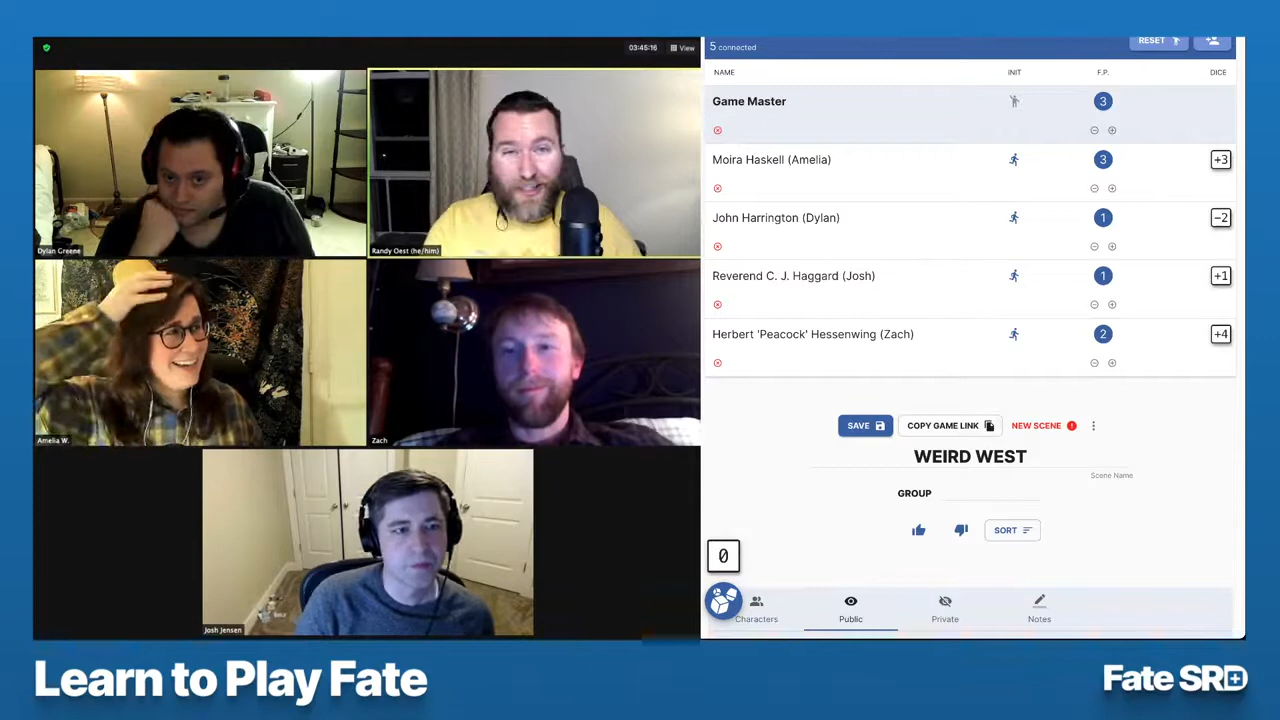 03:45:16
View
Dylan Greene
Randy Oest (he/him)
Amelia W.
Zach
Josh Jensen
5 connected
RESET
NAME
INIT
F.P.
DICE
Game Master
3
Moira Haskell (Amelia)
3
+3
John Harrington (Dylan)
1
−2
Reverend C. J. Haggard (Josh)
1
+1
Herbert 'Peacock' Hessenwing (Zach)
2
+4
SAVE
COPY GAME LINK
NEW SCENE
WEIRD WEST
Scene Name
GROUP
SORT
0
Characters
Public
Private
Notes
Learn to Play Fate
Fate SRD